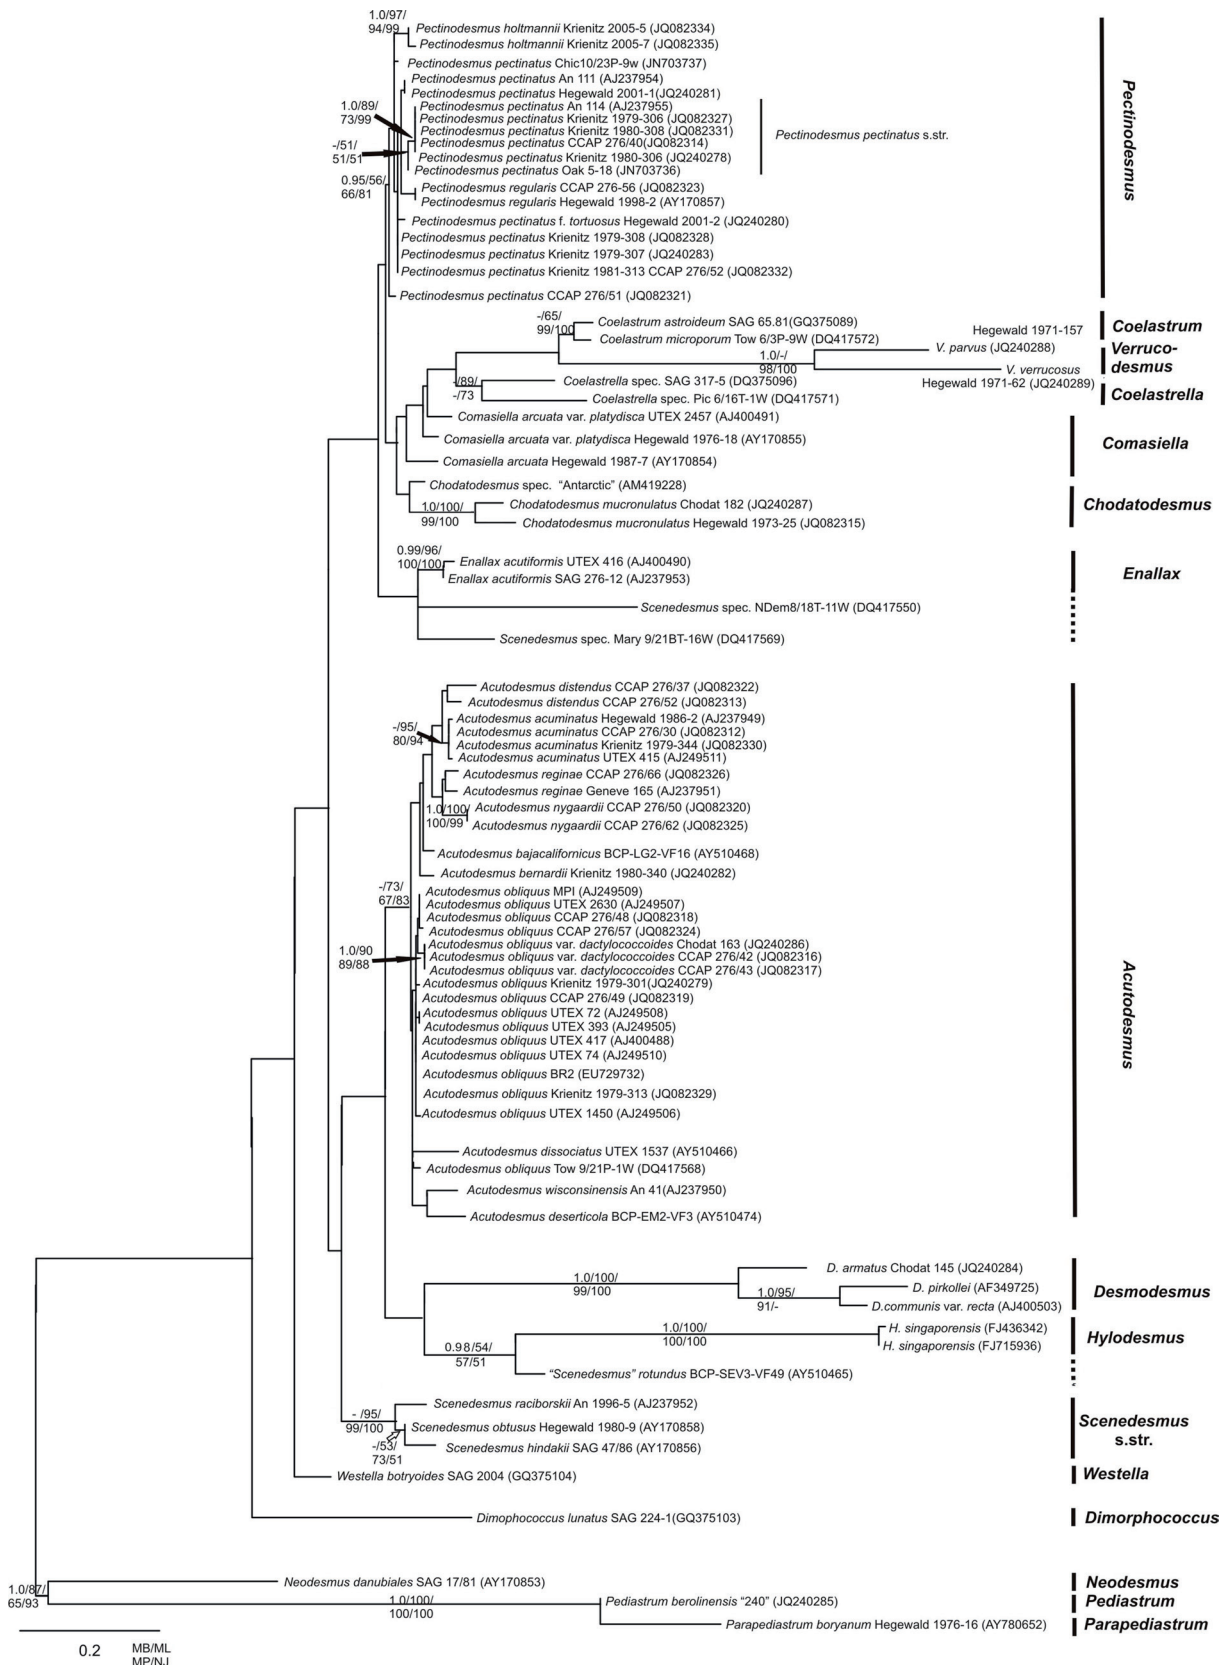 1.0/97/
94/99
Pectinodesmus holtmannii Krienitz 2005-5 (JQ082334)
Pectinodesmus holtmannii Krienitz 2005-7 (JQ082335)
Pectinodesmus pectinatus Chic10/23P-9w (JN703737)
Pectinodesmus pectinatus An 111 (AJ237954)
Pectinodesmus pectinatus Hegewald 2001-1(JQ240281)
1.0/89/
73/99
Pectinodesmus pectinatus An 114 (AJ237955)
Pectinodesmus pectinatus Krienitz 1979-306 (JQ082327)
Pectinodesmus pectinatus Krienitz 1980-308 (JQ082331)
Pectinodesmus pectinatus CCAP 276/40(JQ082314)
Pectinodesmus pectinatus Krienitz 1980-306 (JQ240278)
Pectinodesmus pectinatus Oak 5-18 (JN703736)
Pectinodesmus pectinatus s.str.
-/51/
51/51
0.95/56/
66/81
Pectinodesmus regularis CCAP 276-56 (JQ082323)
Pectinodesmus regularis Hegewald 1998-2 (AY170857)
Pectinodesmus pectinatus f. tortuosus Hegewald 2001-2 (JQ240280)
Pectinodesmus pectinatus Krienitz 1979-308 (JQ082328)
Pectinodesmus pectinatus Krienitz 1979-307 (JQ240283)
Pectinodesmus pectinatus Krienitz 1981-313 CCAP 276/52 (JQ082332)
Pectinodesmus pectinatus CCAP 276/51 (JQ082321)
Pectinodesmus
-/65/
99/100
Coelastrum astroideum SAG 65.81(GQ375089)
Coelastrum microporum Tow 6/3P-9W (DQ417572)
Coelastrum
Hegewald 1971-157
V. parvus (JQ240288)
1.0/-/
98/100
V. verrucosus
Hegewald 1971-62 (JQ240289)
Verruco-
desmus
-/89/
-/73
Coelastrella spec. SAG 317-5 (DQ375096)
Coelastrella spec. Pic 6/16T-1W (DQ417571)
Coelastrella
Comasiella arcuata var. platydisca UTEX 2457 (AJ400491)
Comasiella arcuata var. platydisca Hegewald 1976-18 (AY170855)
Comasiella arcuata Hegewald 1987-7 (AY170854)
Comasiella
Chodatodesmus spec. “Antarctic” (AM419228)
1.0/100/
99/100
Chodatodesmus mucronulatus Chodat 182 (JQ240287)
Chodatodesmus mucronulatus Hegewald 1973-25 (JQ082315)
Chodatodesmus
0.99/96/
100/100
Enallax acutiformis UTEX 416 (AJ400490)
Enallax acutiformis SAG 276-12 (AJ237953)
Enallax
Scenedesmus spec. NDem8/18T-11W (DQ417550)
Scenedesmus spec. Mary 9/21BT-16W (DQ417569)
Acutodesmus distendus CCAP 276/37 (JQ082322)
Acutodesmus distendus CCAP 276/52 (JQ082313)
-/95/
80/94
Acutodesmus acuminatus Hegewald 1986-2 (AJ237949)
Acutodesmus acuminatus CCAP 276/30 (JQ082312)
Acutodesmus acuminatus Krienitz 1979-344 (JQ082330)
Acutodesmus acuminatus UTEX 415 (AJ249511)
Acutodesmus reginae CCAP 276/66 (JQ082326)
Acutodesmus reginae Geneve 165 (AJ237951)
1.0/100/
100/99
Acutodesmus nygaardii CCAP 276/50 (JQ082320)
Acutodesmus nygaardii CCAP 276/62 (JQ082325)
Acutodesmus bajacalifornicus BCP-LG2-VF16 (AY510468)
Acutodesmus bernardii Krienitz 1980-340 (JQ240282)
-/73/
67/83
Acutodesmus obliquus MPI (AJ249509)
Acutodesmus obliquus UTEX 2630 (AJ249507)
Acutodesmus obliquus CCAP 276/48 (JQ082318)
Acutodesmus obliquus CCAP 276/57 (JQ082324)
1.0/90
89/88
Acutodesmus obliquus var. dactylococcoides Chodat 163 (JQ240286)
Acutodesmus obliquus var. dactylococcoides CCAP 276/42 (JQ082316)
Acutodesmus obliquus var. dactylococcoides CCAP 276/43 (JQ082317)
Acutodesmus obliquus Krienitz 1979-301(JQ240279)
Acutodesmus obliquus CCAP 276/49 (JQ082319)
Acutodesmus obliquus UTEX 72 (AJ249508)
Acutodesmus obliquus UTEX 393 (AJ249505)
Acutodesmus obliquus UTEX 417 (AJ400488)
Acutodesmus obliquus UTEX 74 (AJ249510)
Acutodesmus obliquus BR2 (EU729732)
Acutodesmus obliquus Krienitz 1979-313 (JQ082329)
Acutodesmus obliquus UTEX 1450 (AJ249506)
Acutodesmus dissociatus UTEX 1537 (AY510466)
Acutodesmus obliquus Tow 9/21P-1W (DQ417568)
Acutodesmus wisconsinensis An 41(AJ237950)
Acutodesmus deserticola BCP-EM2-VF3 (AY510474)
Acutodesmus
1.0/100/
99/100
D. armatus Chodat 145 (JQ240284)
1.0/95/
91/-
D. pirkollei (AF349725)
D.communis var. recta (AJ400503)
Desmodesmus
1.0/100/
100/100
H. singaporensis (FJ436342)
H. singaporensis (FJ715936)
Hylodesmus
0.98/54/
57/51
“Scenedesmus” rotundus BCP-SEV3-VF49 (AY510465)
- /95/
99/100
Scenedesmus raciborskii An 1996-5 (AJ237952)
Scenedesmus obtusus Hegewald 1980-9 (AY170858)
Scenedesmus hindakii SAG 47/86 (AY170856)
-/53/
73/51
Scenedesmus
s.str.
Westella botryoides SAG 2004 (GQ375104)
Westella
Dimophococcus lunatus SAG 224-1(GQ375103)
Dimorphococcus
1.0/87/
65/93
Neodesmus danubiales SAG 17/81 (AY170853)
Neodesmus
1.0/100/
100/100
Pediastrum berolinensis “240” (JQ240285)
Pediastrum
Parapediastrum boryanum Hegewald 1976-16 (AY780652)
Parapediastrum
0.2
MB/ML
MP/NJ